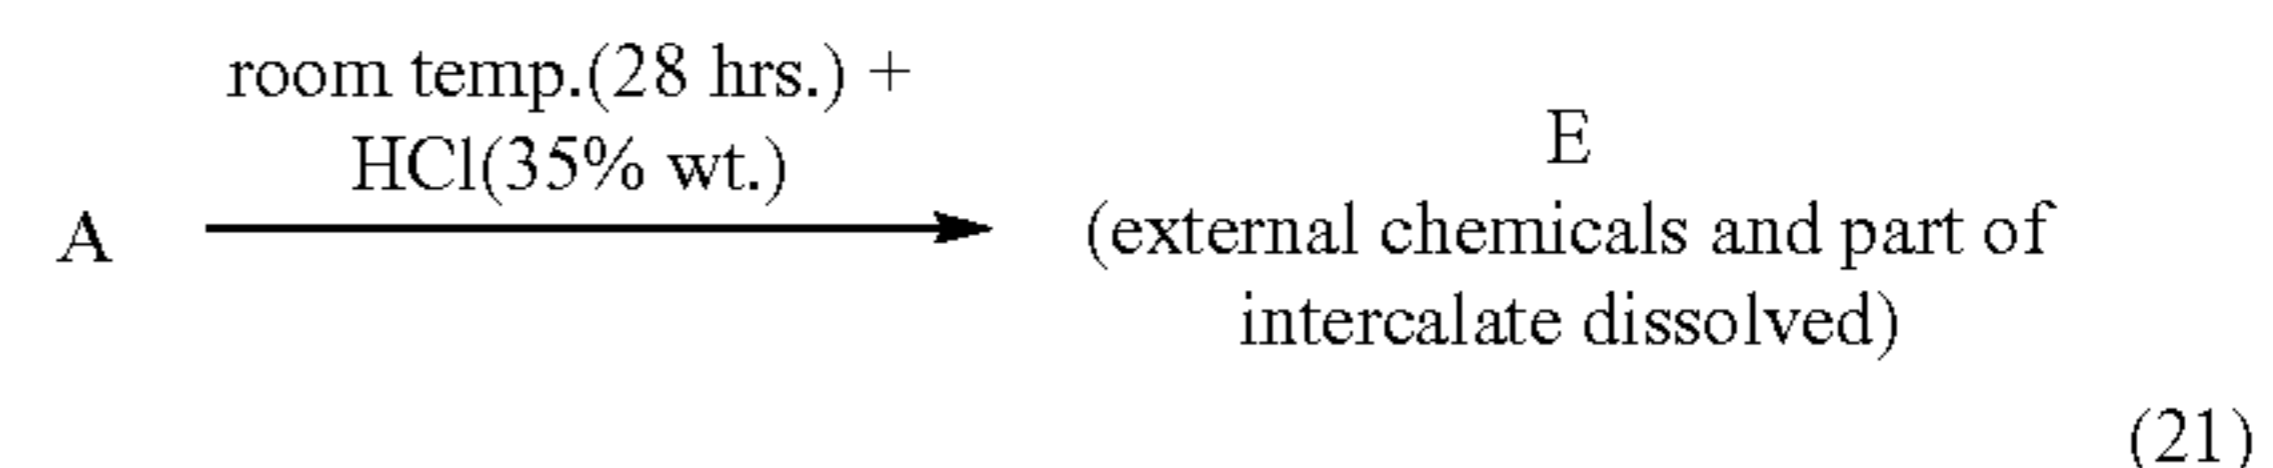 room temp.(28 hrs.) +
HCl(35% wt.)
A
E
(external chemicals and part of
intercalate dissolved)
(21)